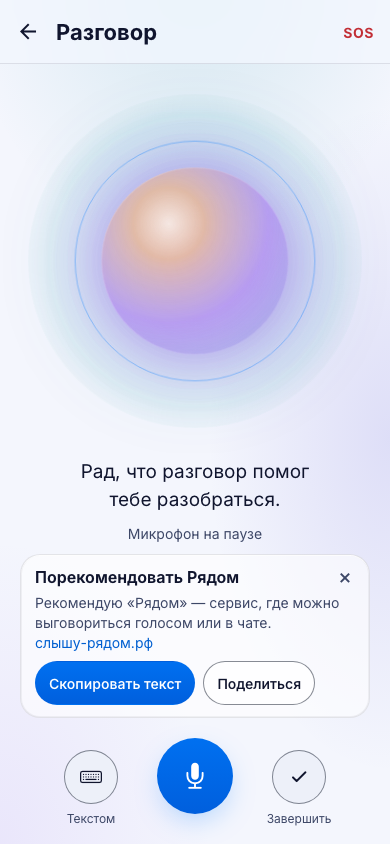 Разговор
SOS
Рад, что разговор помог
тебе разобраться.
Микрофон на паузе
Порекомендовать Рядом
Рекомендую «Рядом» — сервис, где можно
выговориться голосом или в чате.
слышу-рядом.рф
Скопировать текст
Поделиться
Текстом
Завершить